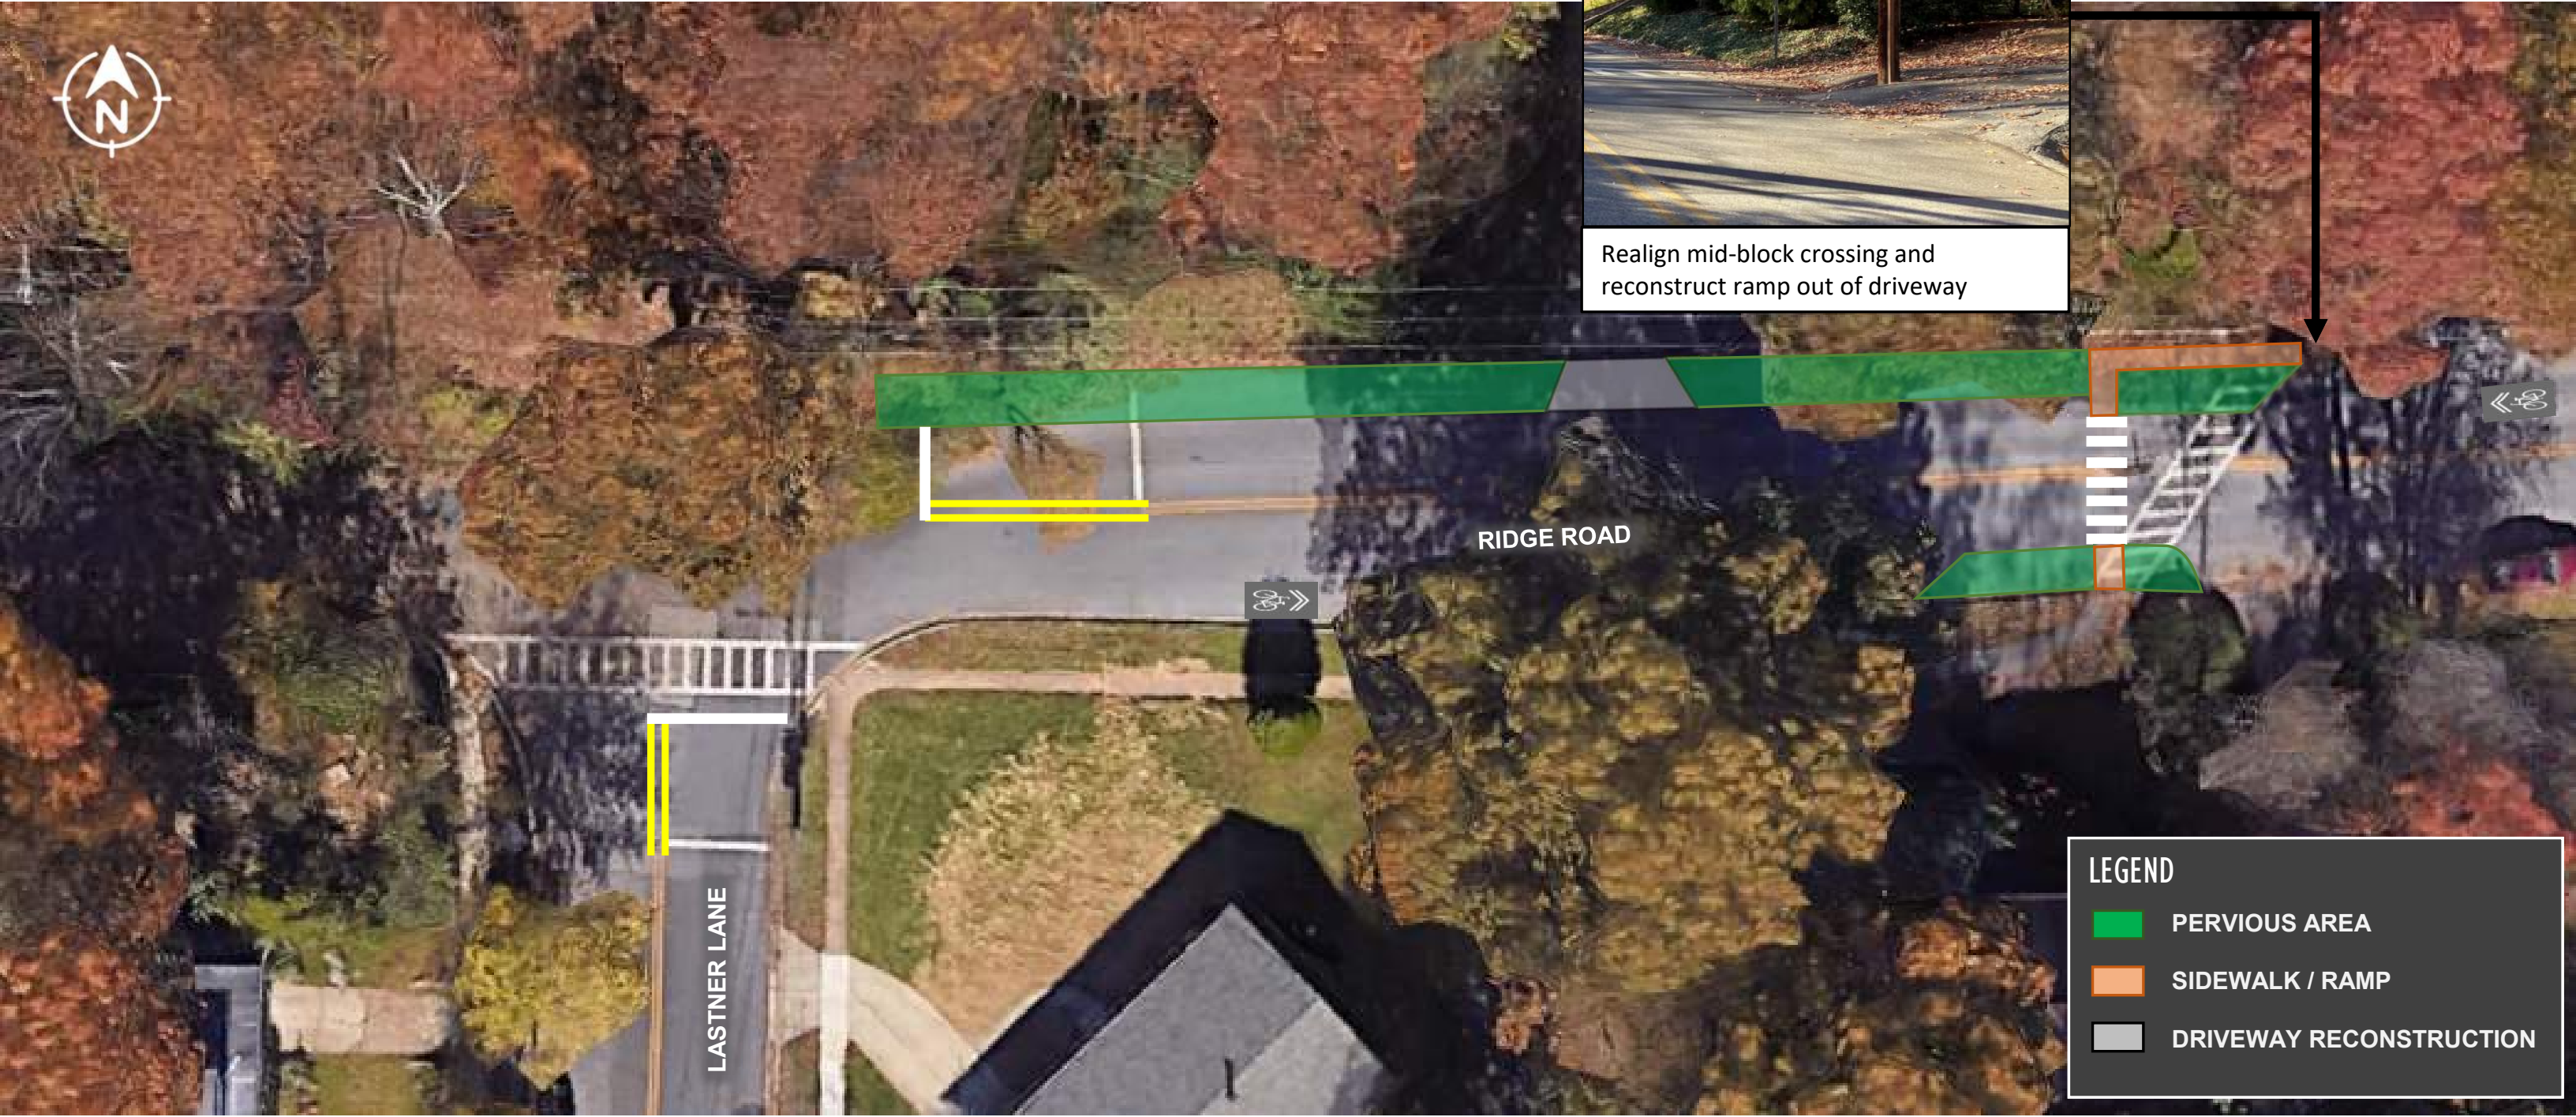 N
Realign mid-block crossing and
reconstruct ramp out of driveway
RIDGE ROAD
LASTNER LANE
LEGEND
PERVIOUS AREA
SIDEWALK / RAMP
DRIVEWAY RECONSTRUCTION